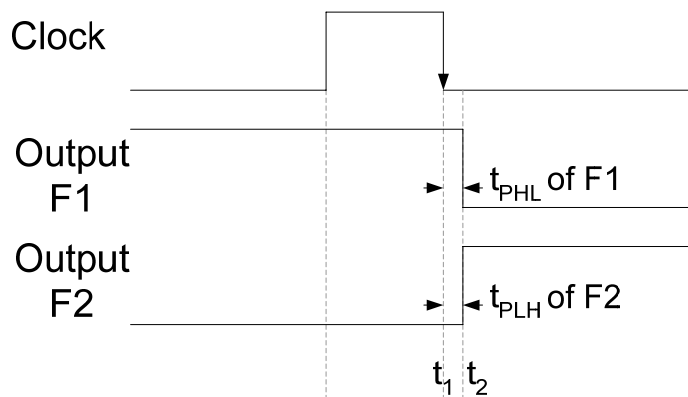 Clock
Output
F1
tPHL of F1
Output
F2
tPLH of F2
t1 t2